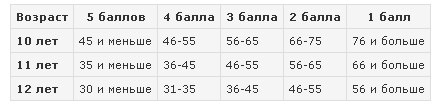 Возраст 5 баллов 4 балла 3 балла 2 балла 1 балл
10 лет 45 и меньше 46-55 56-65 66-75 76 и больше
11 лет 35 и меньше 36-45 46-55 56-65 66 и больше
12 лет 30 и меньше 31-35 36-45 46-55 56 и больше